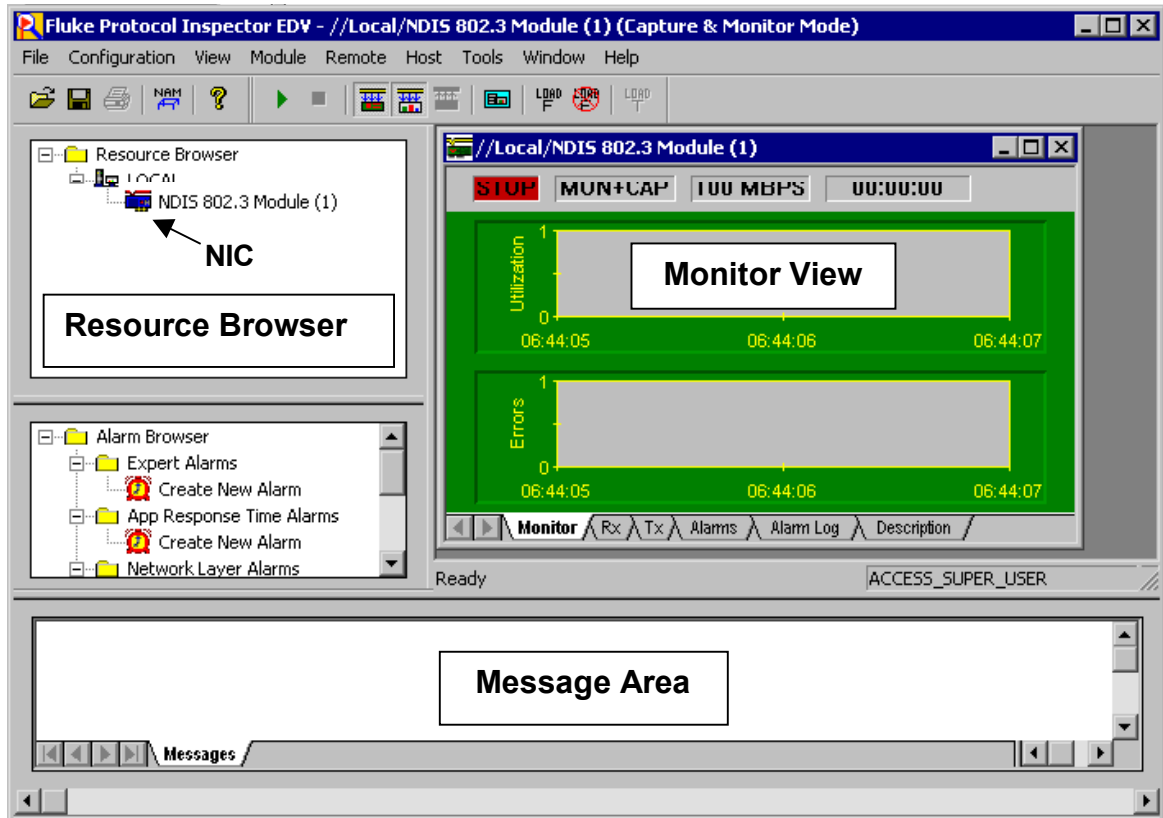 Fluke Protocol Inspector EDV - //Local/NDIS 802.3 Module (1) (Capture & Monitor Mode)
File Configuration View Module Remote Host Tools Window Help
NAM ? LOAD LOAD LOAD
Resource Browser
LOCAL
NDIS 802.3 Module (1)
NIC
Resource Browser
//Local/NDIS 802.3 Module (1)
STOP MON+CAP 100 MBPS 00:00:00
Utilization
1
0
06:44:05 06:44:06 06:44:07
Monitor View
Errors
1
0
06:44:05 06:44:06 06:44:07
Monitor Rx Tx Alarms Alarm Log Description
Alarm Browser
Expert Alarms
Create New Alarm
App Response Time Alarms
Create New Alarm
Network Layer Alarms
Ready ACCESS_SUPER_USER
Message Area
Messages